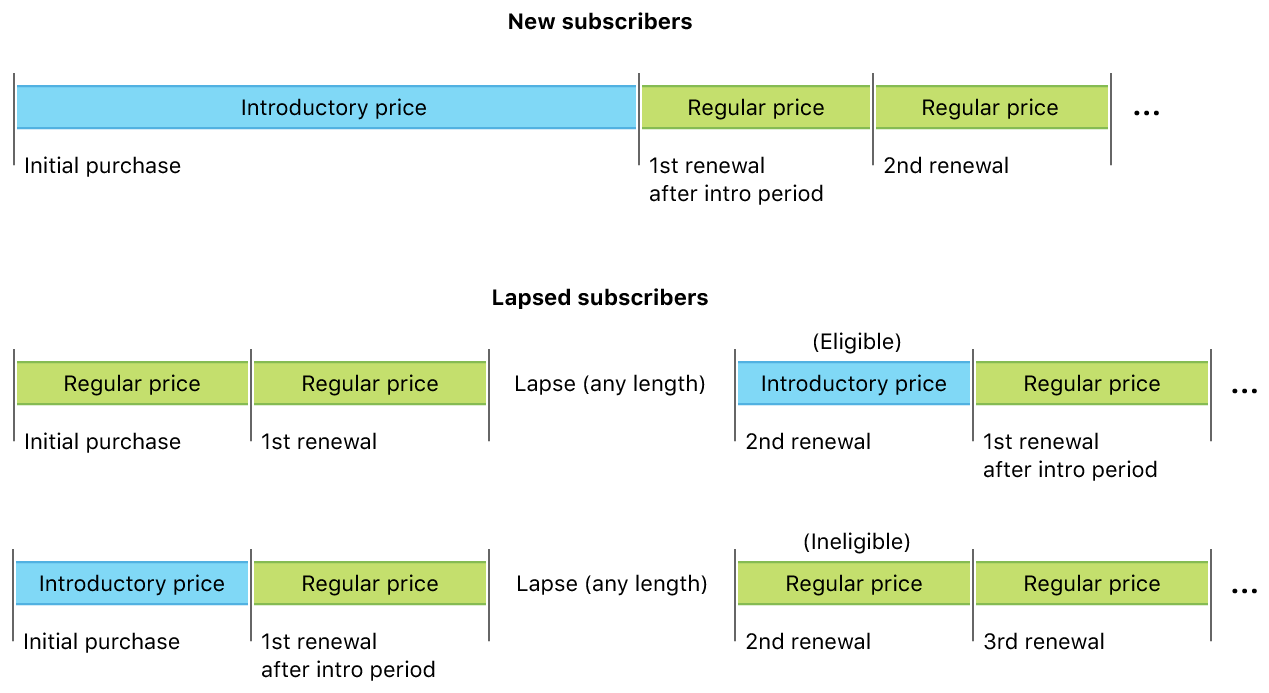 New subscribers
Introductory price
Regular price
Regular price
...
Initial purchase
1st renewal
after intro period
2nd renewal
Lapsed subscribers
(Eligible)
Regular price
Regular price
Lapse (any length)
Introductory price
Regular price
...
Initial purchase
1st renewal
2nd renewal
1st renewal
after intro period
(Ineligible)
Introductory price
Regular price
Lapse (any length)
Regular price
Regular price
...
Initial purchase
1st renewal
after intro period
2nd renewal
3rd renewal